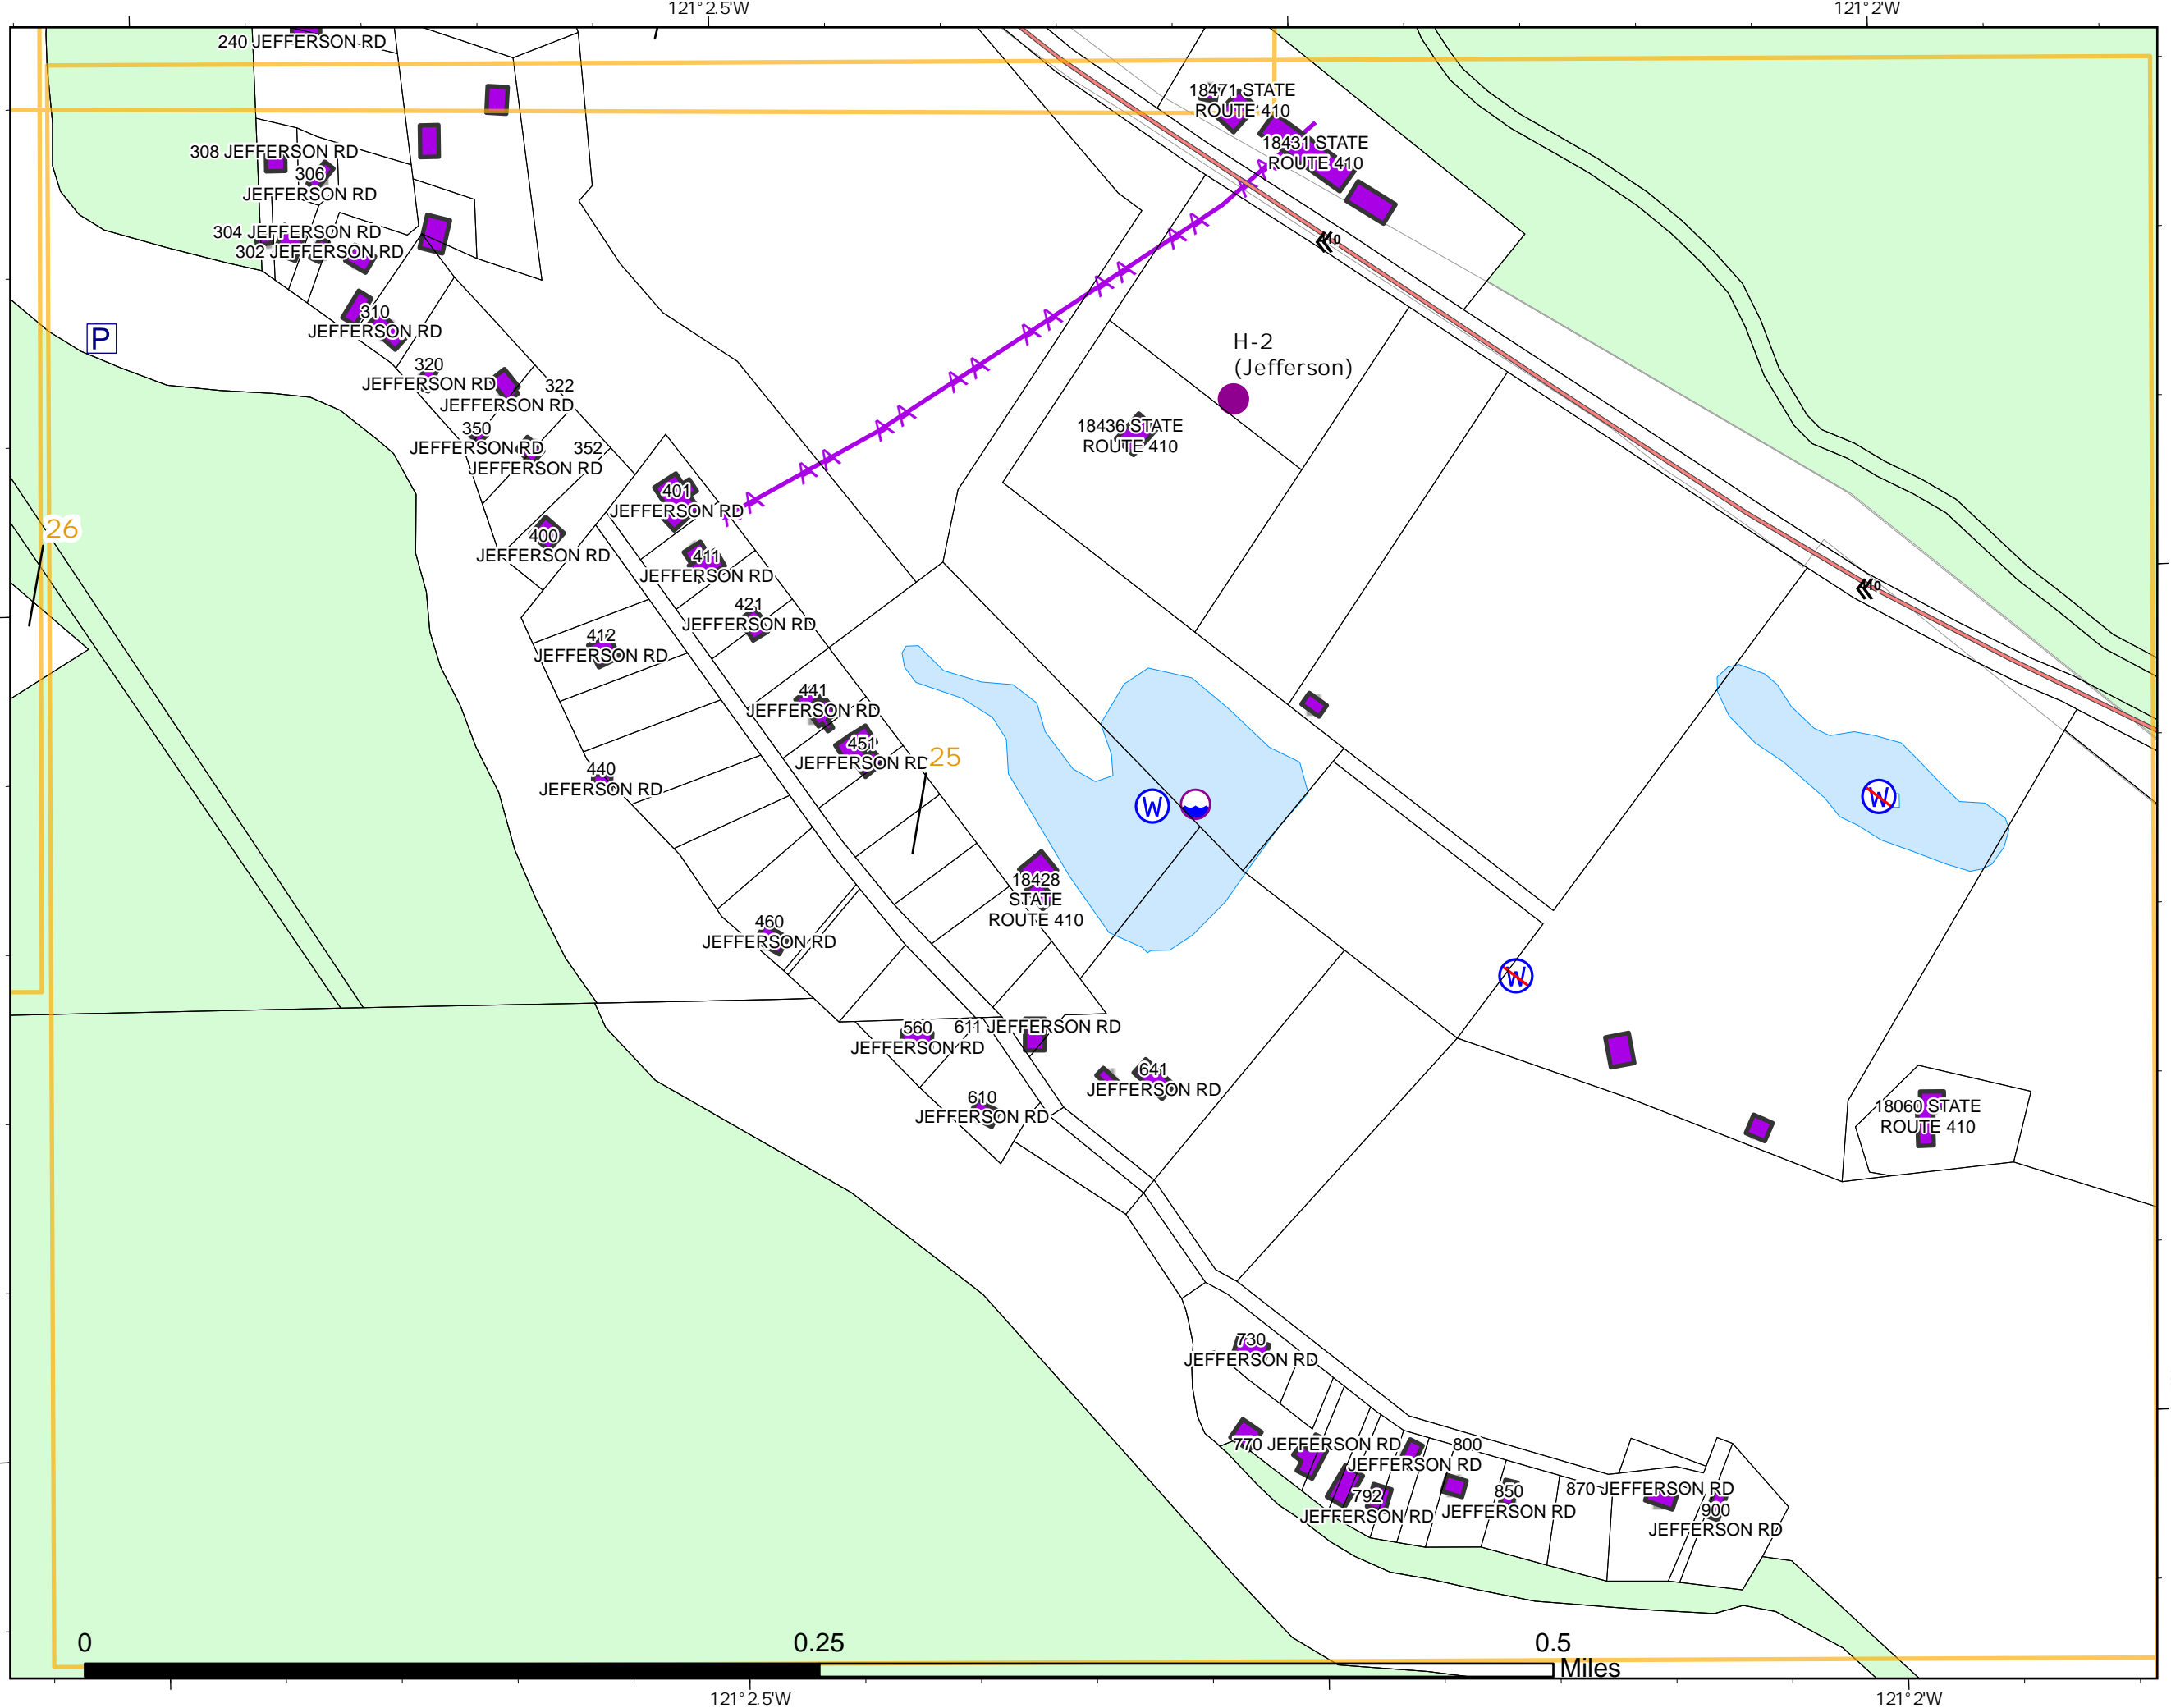 121°2.5'W
121°2'W
240 JEFFERSON RD
18471 STATE
ROUTE 410
18431 STATE
ROUTE 410
308 JEFFERSON RD
306
JEFFERSON RD
304 JEFFERSON RD
302 JEFFERSON RD
310
JEFFERSON RD
P
H-2
(Jefferson)
320
JEFFERSON RD
322
JEFFERSON RD
350
JEFFERSON RD
352
JEFFERSON RD
18436 STATE
ROUTE 410
401
JEFFERSON RD
26
400
JEFFERSON RD
411
JEFFERSON RD
421
JEFFERSON RD
412
JEFFERSON RD
441
JEFFERSON RD
451
JEFFERSON RD
25
440
JEFERSON RD
W
W
18428
STATE
ROUTE 410
460
JEFFERSON RD
W
560
JEFFERSON RD
611 JEFFERSON RD
641
JEFFERSON RD
610
JEFFERSON RD
18060 STATE
ROUTE 410
730
JEFFERSON RD
770 JEFFERSON RD
800
JEFFERSON RD
792
JEFFERSON RD
850
JEFFERSON RD
870 JEFFERSON RD
900
JEFFERSON RD
0
0.25
0.5
Miles
121°2.5'W
121°2'W